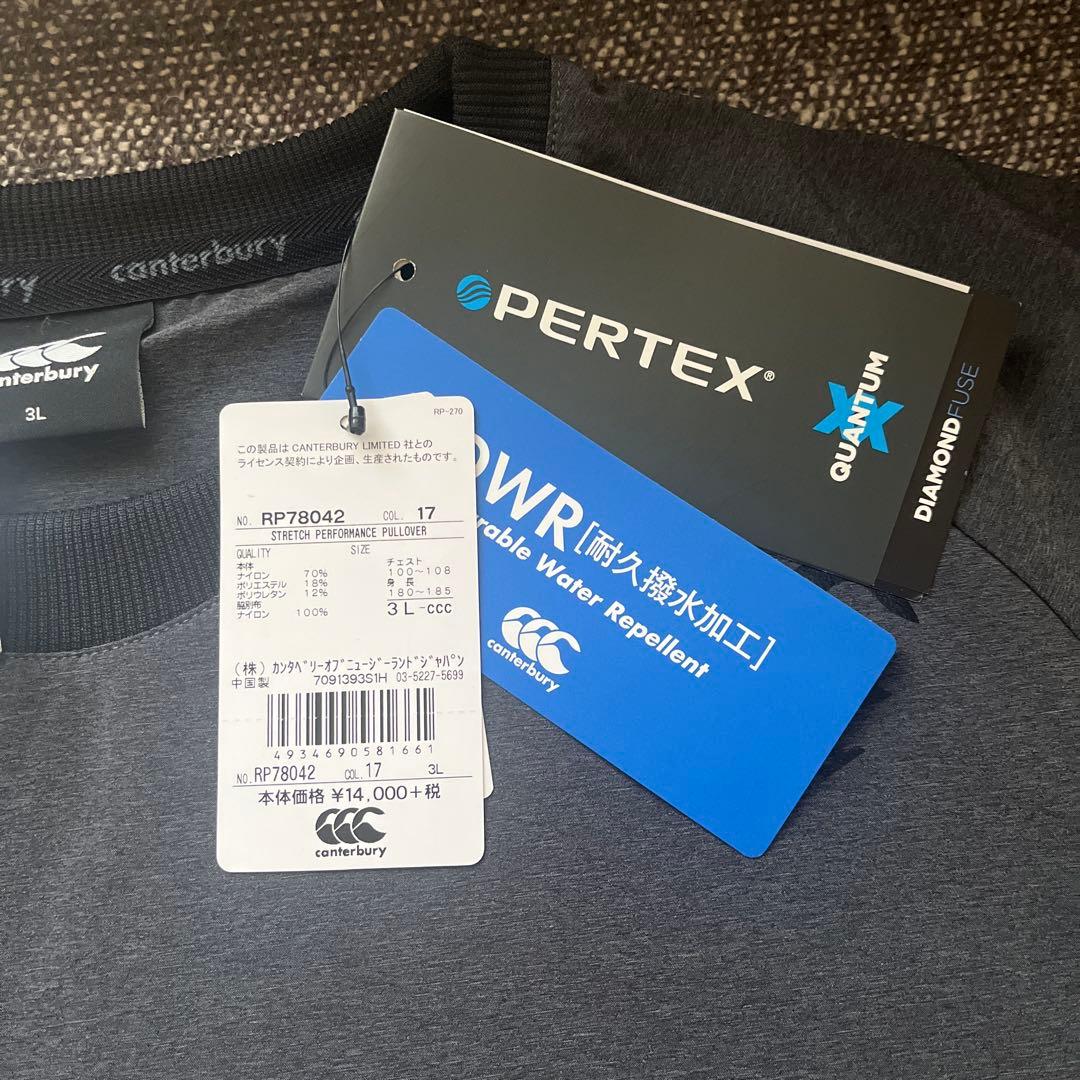 canterbury
ry
canterbury
3L
PERTEX®
QUANTUM
X
DIAMONDFUSE
DWR[耐久撥水加工]
rable Water Repellent
canterbury
RP-270
この製品は CANTERBURY LIMITED 社との
ライセンス契約により企画、生産されたものです。
NO. RP78042 COL. 17
STRETCH PERFORMANCE PULLOVER
QUALITY SIZE
本体
ナイロン 70%
ポリエステル 18%
ポリウレタン 12%
脇別布
ナイロン 100%
チェスト
100～108
身 長
180～185
3L-ccc
(株)カンタベリーオブニュージーランドジャパン
中国製 7091393S1H 03-5227-5699
4934690581661
NO. RP78042 COL. 17 3L
本体価格 ¥14,000+税
canterbury